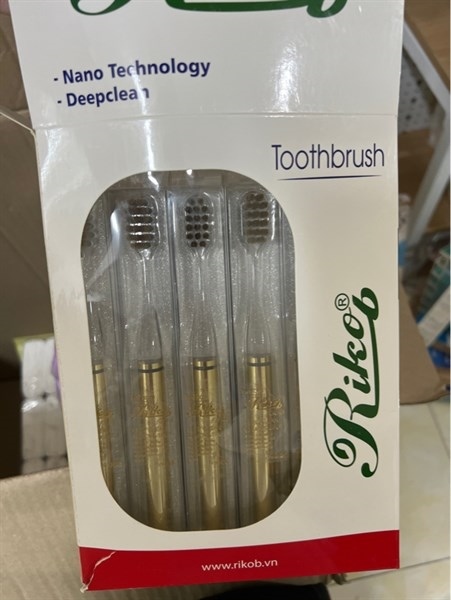 - Nano Technology
- Deepclean
Toothbrush
Rikob®
www.rikob.vn